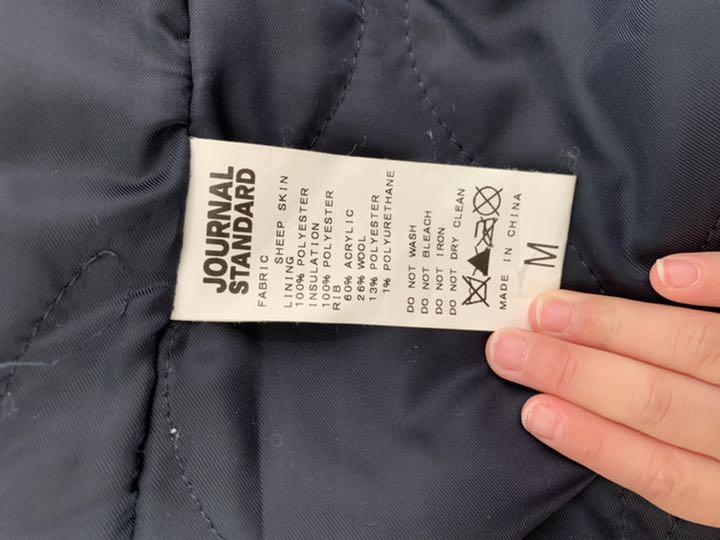 JOURNAL
STANDARD
FABRIC
SHEEP SKIN
LINING
100% POLYESTER
INSULATION
100% POLYESTER
RIB
60% ACRYLIC
26% WOOL
13% POLYESTER
1% POLYURETHANE
DO NOT WASH
DO NOT BLEACH
DO NOT IRON
DO NOT DRY CLEAN
MADE IN CHINA
M